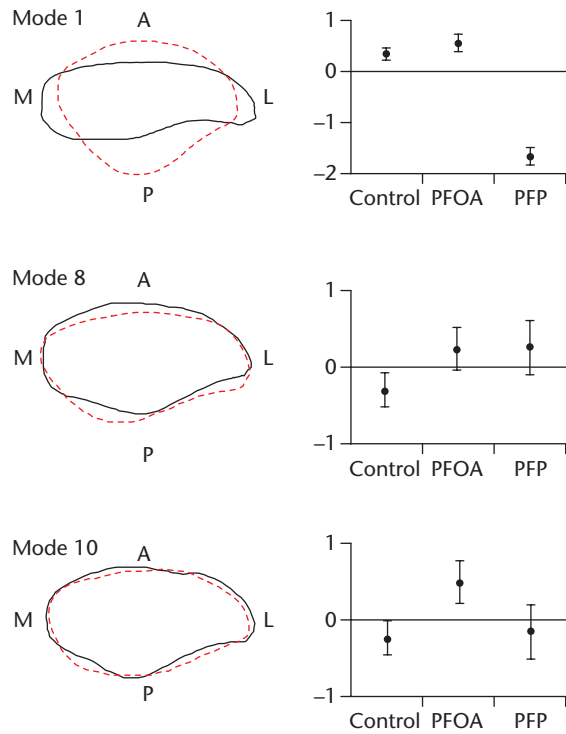 Mode 1
A
M
L
P
1
0
–1
–2
Control PFOA PFP
Mode 8
A
M
L
P
1
0
–1
Control PFOA PFP
Mode 10
A
M
L
P
1
0
–1
Control PFOA PFP